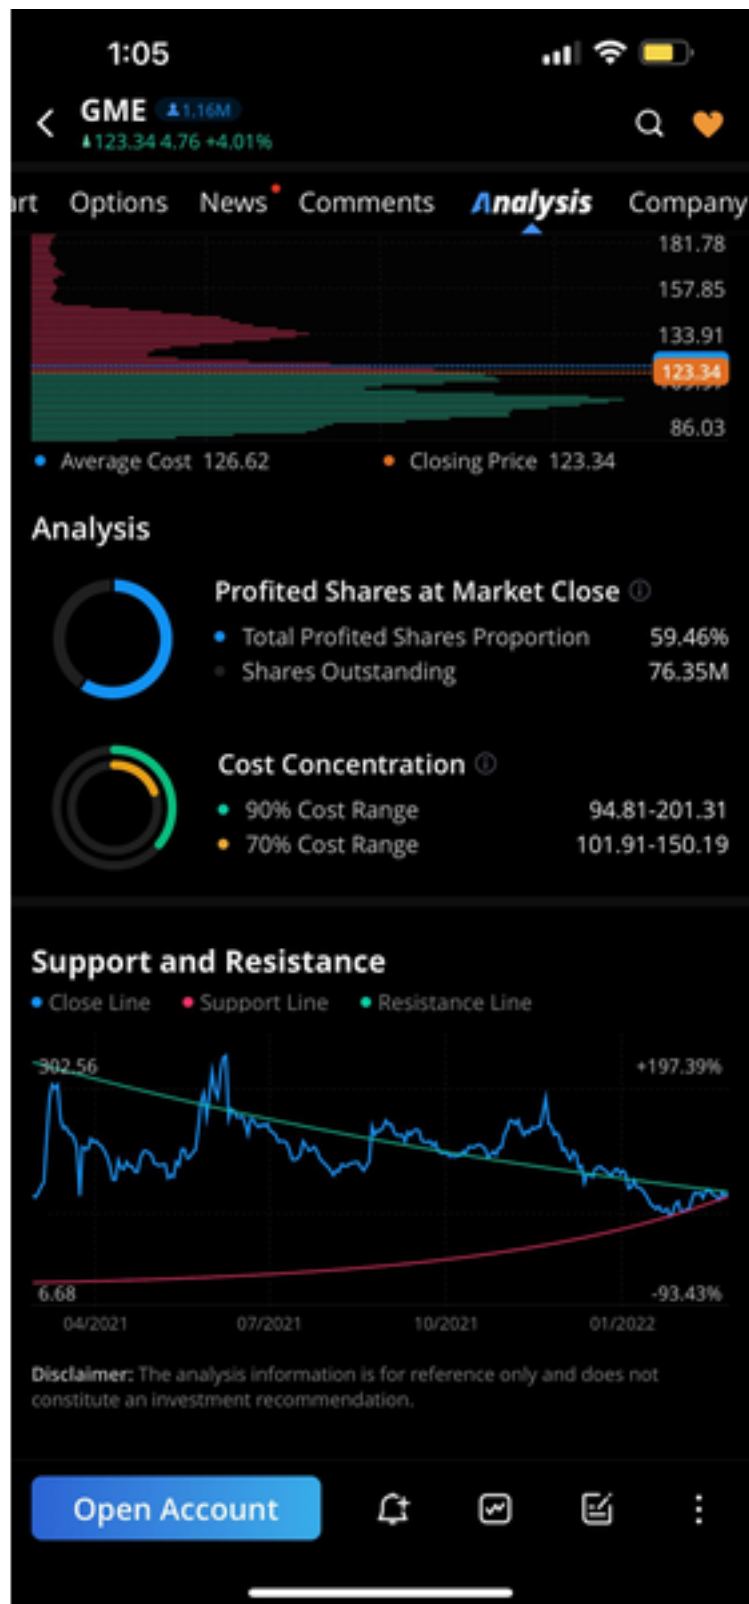 1:05
GME 1.16M
123.34 4.76 +4.01%
art Options News Comments Analysis Company
181.78
157.85
133.91
123.34
86.03
Average Cost 126.62 Closing Price 123.34
Analysis
Profited Shares at Market Close
Total Profited Shares Proportion 59.46%
Shares Outstanding 76.35M
Cost Concentration
90% Cost Range 94.81-201.31
70% Cost Range 101.91-150.19
Support and Resistance
Close Line Support Line Resistance Line
302.56 +197.39%
6.68 -93.43%
04/2021 07/2021 10/2021 01/2022
Disclaimer: The analysis information is for reference only and does not
constitute an investment recommendation.
Open Account